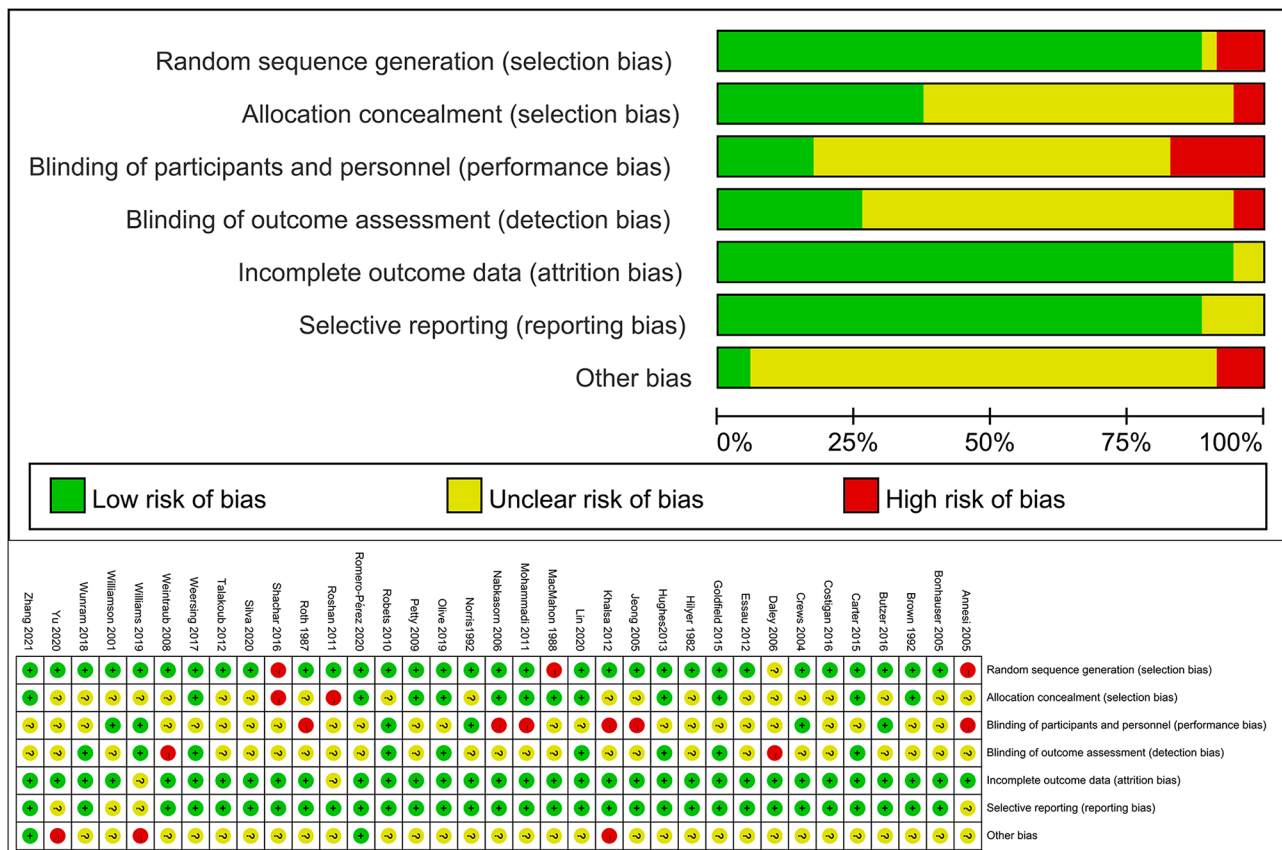 Random sequence generation (selection bias)
Allocation concealment (selection bias)
Blinding of participants and personnel (performance bias)
Blinding of outcome assessment (detection bias)
Incomplete outcome data (attrition bias)
Selective reporting (reporting bias)
Other bias
0% 25% 50% 75% 100%
Low risk of bias Unclear risk of bias High risk of bias
Zhang 2021
Yu 2020
Wunram 2018
Williamson 2001
Williams 2019
Weintraub 2008
Weersing 2017
Talakoub 2012
Silva 2020
Shachar 2016
Roth 1987
Roshan 2011
Romero-Pérez 2020
Robets 2010
Petty 2009
Olive 2019
Norris1992
Nabkasorn 2006
Mohammadi 2011
MacMahon 1988
Lin 2020
Khalsa 2012
Jeong 2005
Hughes2013
Hilyer 1982
Goldfield 2015
Essau 2012
Daley 2006
Crews 2004
Costigan 2016
Carter 2015
Butzer 2016
Brown 1992
Bonhauser 2005
Annesi 2005
Random sequence generation (selection bias)
Allocation concealment (selection bias)
Blinding of participants and personnel (performance bias)
Blinding of outcome assessment (detection bias)
Incomplete outcome data (attrition bias)
Selective reporting (reporting bias)
Other bias